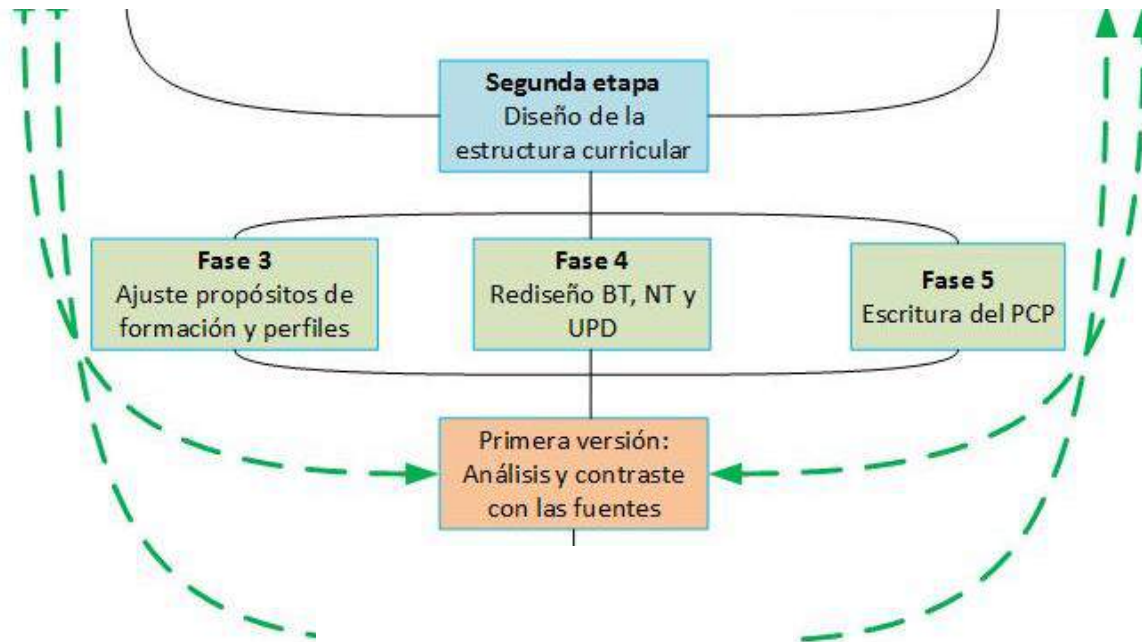 Segunda etapa
Diseño de la
estructura curricular
Fase 3
Ajuste propósitos de
formación y perfiles
Fase 4
Rediseño BT, NT y
UPD
Fase 5
Escritura del PCP
Primera versión:
Análisis y contraste
con las fuentes